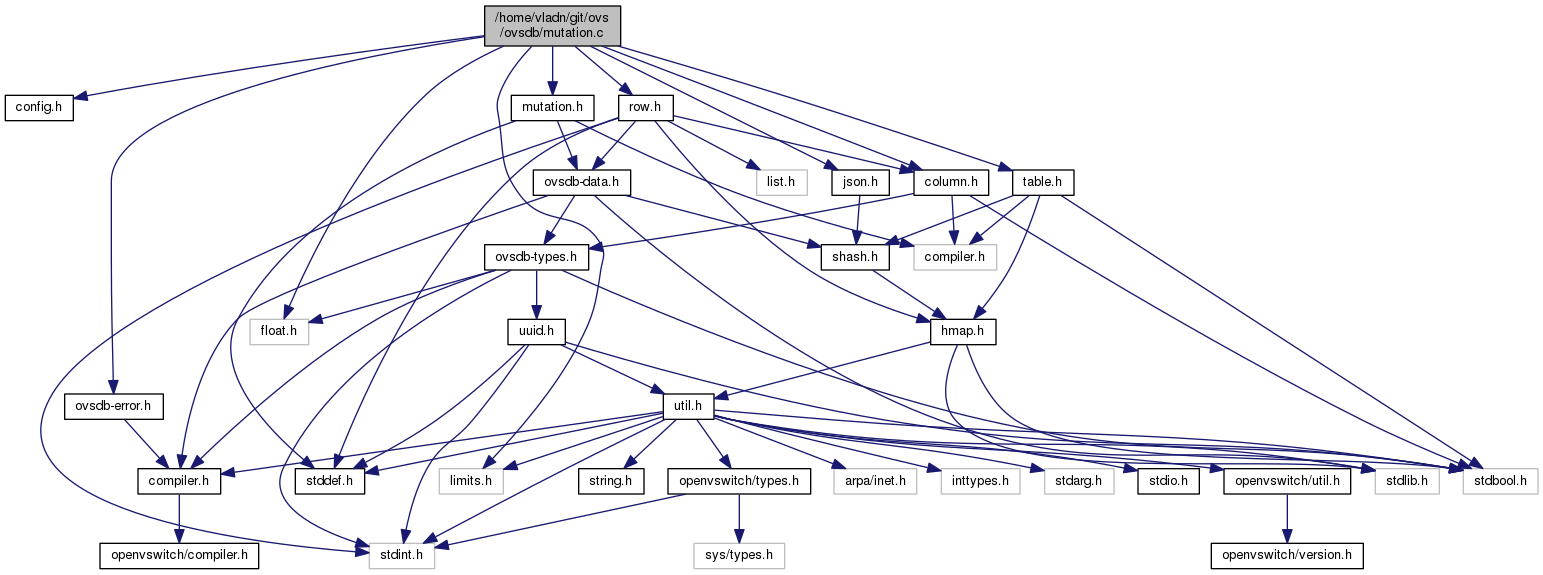 /home/vladn/git/ovs
/ovsdb/mutation.c
config.h
mutation.h
row.h
ovsdb-data.h
list.h
json.h
column.h
table.h
ovsdb-types.h
shash.h
compiler.h
float.h
uuid.h
hmap.h
ovsdb-error.h
util.h
compiler.h
stddef.h
limits.h
string.h
openvswitch/types.h
arpa/inet.h
inttypes.h
stdarg.h
stdio.h
openvswitch/util.h
stdlib.h
stdbool.h
openvswitch/compiler.h
stdint.h
sys/types.h
openvswitch/version.h